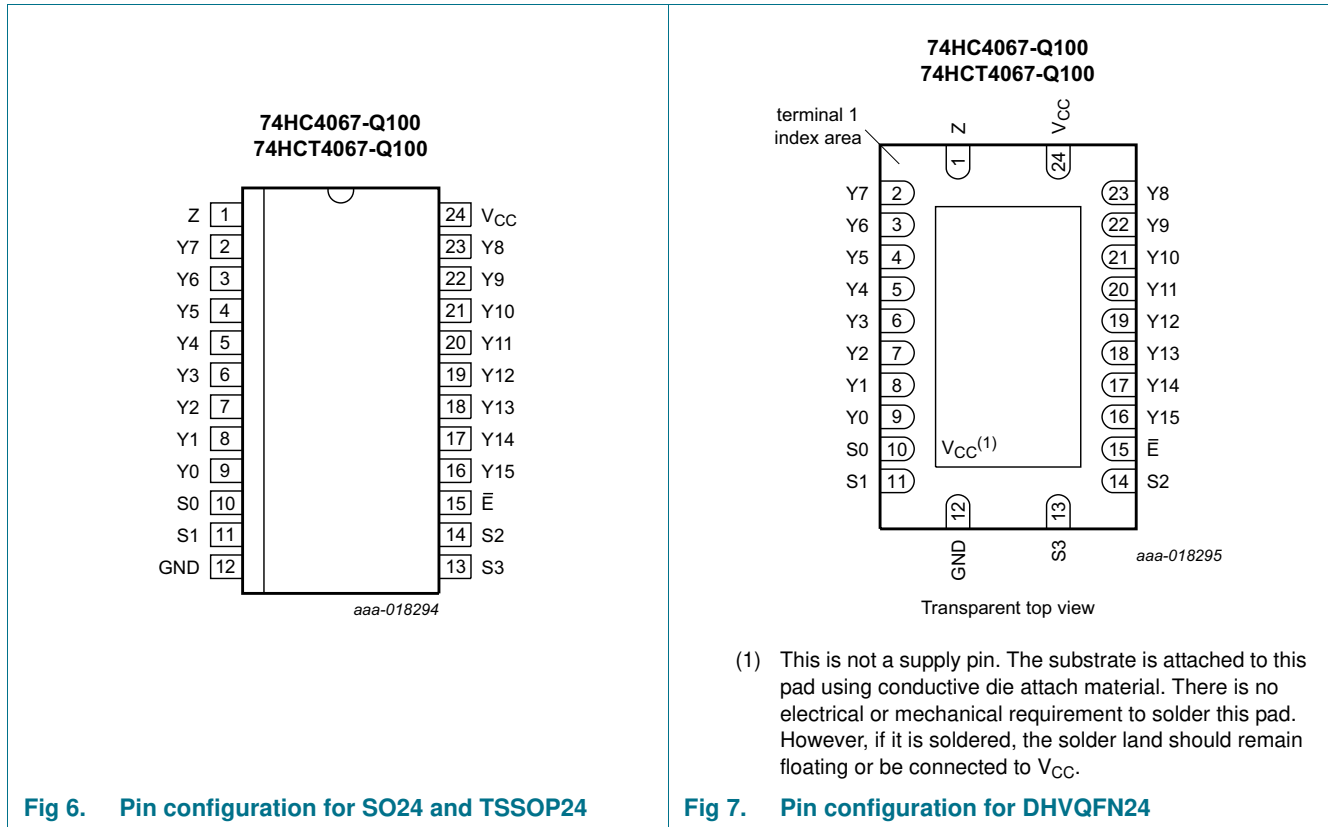 74HC4067-Q100
74HCT4067-Q100
Z 1
Y7 2
Y6 3
Y5 4
Y4 5
Y3 6
Y2 7
Y1 8
Y0 9
S0 10
S1 11
GND 12
24 VCC
23 Y8
22 Y9
21 Y10
20 Y11
19 Y12
18 Y13
17 Y14
16 Y15
15 Ē
14 S2
13 S3
aaa-018294
Fig 6. Pin configuration for SO24 and TSSOP24
74HC4067-Q100
74HCT4067-Q100
terminal 1
index area
Z
1
VCC
24
Y7 2
Y6 3
Y5 4
Y4 5
Y3 6
Y2 7
Y1 8
Y0 9
S0 10
S1 11
VCC(1)
23 Y8
22 Y9
21 Y10
20 Y11
19 Y12
18 Y13
17 Y14
16 Y15
15 Ē
14 S2
12
GND
13
S3
aaa-018295
Transparent top view
(1) This is not a supply pin. The substrate is attached to this
pad using conductive die attach material. There is no
electrical or mechanical requirement to solder this pad.
However, if it is soldered, the solder land should remain
floating or be connected to VCC.
Fig 7. Pin configuration for DHVQFN24